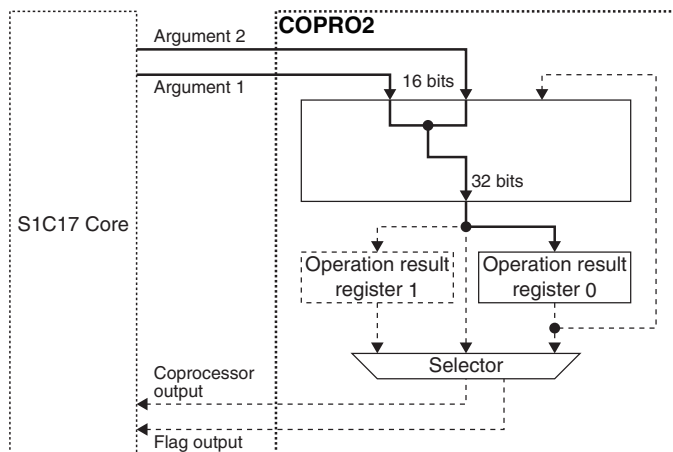 COPRO2
Argument 2
Argument 1
16 bits
32 bits
S1C17 Core
Operation result
register 1
Operation result
register 0
Selector
Coprocessor
output
Flag output